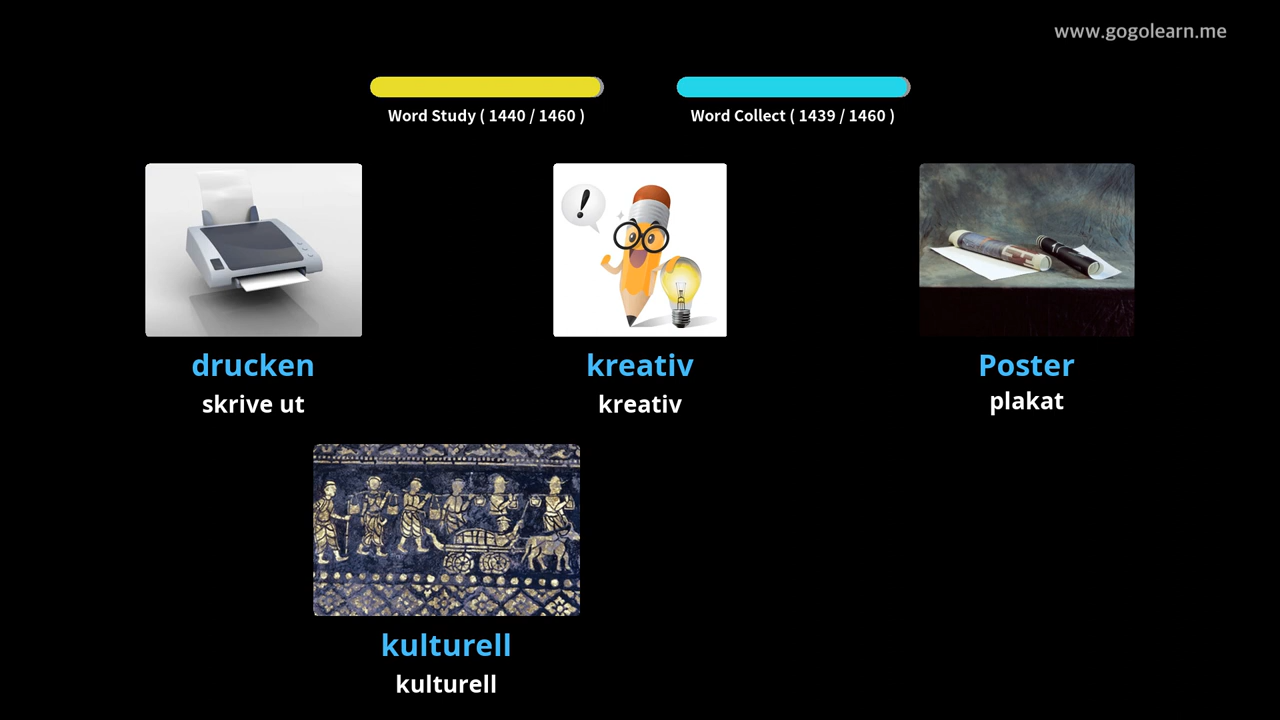 www.gogolearn.me
Word Study ( 1440 / 1460 )
Word Collect ( 1439 / 1460 )
drucken
skrive ut
kreativ
kreativ
Poster
plakat
kulturell
kulturell